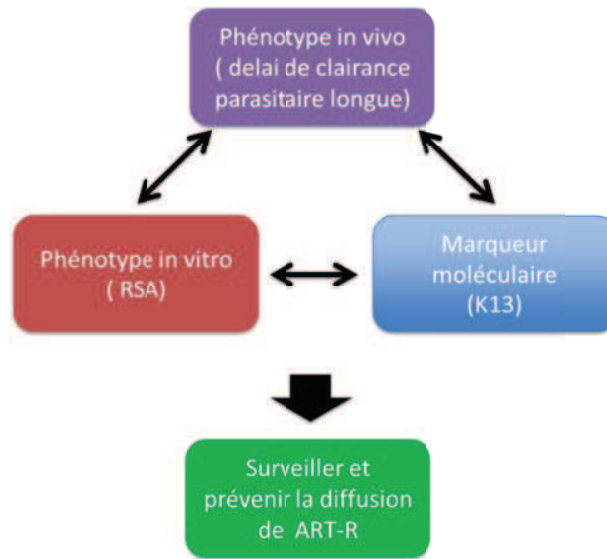 Phénotype in vivo
( delai de clairance
parasitaire longue)
Phénotype in vitro
( RSA)
Marqueur
moléculaire
(K13)
Surveiller et
prévenir la diffusion
de ART-R